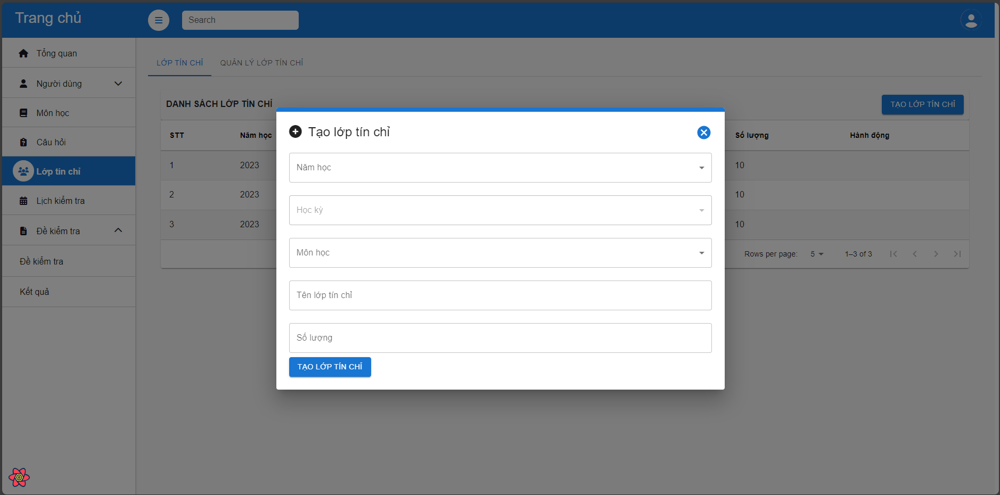 Trang chủ
Search
Tổng quan
Người dùng
Môn học
Câu hỏi
Lớp tín chỉ
Lịch kiểm tra
Đề kiểm tra
Đề kiểm tra
Kết quả
LỚP TÍN CHỈ QUẢN LÝ LỚP TÍN CHỈ
DANH SÁCH LỚP TÍN CHỈ
TẠO LỚP TÍN CHỈ
STT Năm học Số lượng Hành động
1 2023 10
2 2023 10
3 2023 10
Rows per page: 5 1–3 of 3
Tạo lớp tín chỉ
Năm học
Học kỳ
Môn học
Tên lớp tín chỉ
Số lượng
TẠO LỚP TÍN CHỈ